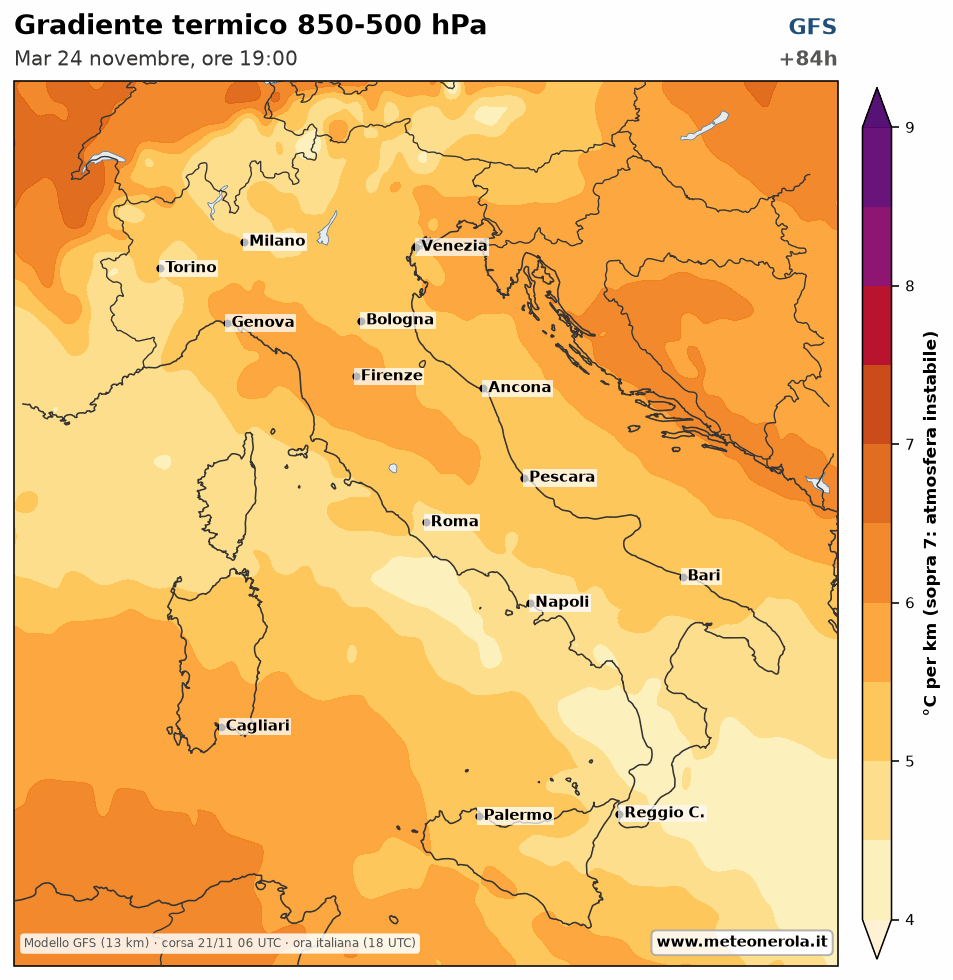 Gradiente termico 850-500 hPa
GFS
Mar 24 novembre, ore 19:00
+84h
Milano
Venezia
Torino
Genova
Bologna
Firenze
Ancona
Pescara
Roma
Bari
Napoli
Cagliari
Palermo
Reggio C.
9
8
7
6
5
4
°C per km (sopra 7: atmosfera instabile)
Modello GFS (13 km) · corsa 21/11 06 UTC · ora italiana (18 UTC)
www.meteonerola.it